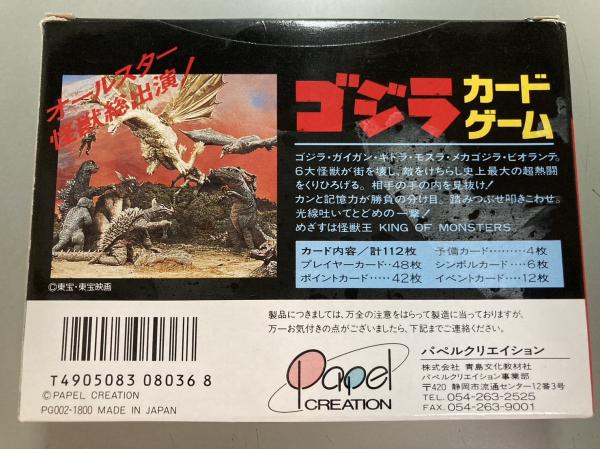 オールスター
怪獣総出演!
ゴジラ
カード
ゲーム
ゴジラ・ガイガン・キドラ・モスラ・メカゴジラ・ビオランテ。
6大怪獣が街を壊し、敵をけちらし史上最大の超熱闘
をくりひろげる。相手の手の内を見抜け!
カンと記憶力が勝負の分け目。踏みつぶせ叩きこわせ。
光線吐いてとどめの一撃!
めざすは怪獣王 KING OF MONSTERS.
カード内容/計112枚 予備カード………4枚
プレイヤーカード‥48枚 シンボルカード‥‥6枚
ポイントカード‥‥‥42枚 イベントカード‥‥12枚
©東宝・東宝映画
製品につきましては、万全の注意をはらって製造に当っておりますが、
万一お気付きの点がございましたら、下記までご連絡ください。
T4905083 08036 8
© PAPEL CREATION
PG002-1800 MADE IN JAPAN
Papel
CREATION
パペルクリエイション
株式会社 青島文化教材社
パペルクリエイション事業部
〒420 静岡市流通センター12番3号
TEL. 054-263-2525
FAX. 054-263-9001